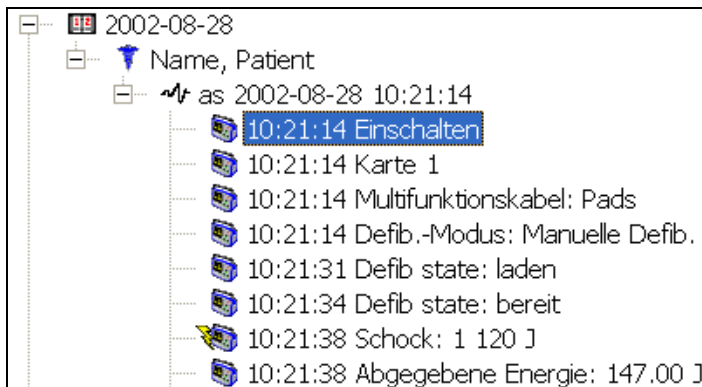 2002-08-28
Name, Patient
as 2002-08-28 10:21:14
10:21:14 Einschalten
10:21:14 Karte 1
10:21:14 Multifunktionskabel: Pads
10:21:14 Defib.-Modus: Manuelle Defib.
10:21:31 Defib state: laden
10:21:34 Defib state: bereit
10:21:38 Schock: 1 120 J
10:21:38 Abgegebene Energie: 147.00 J